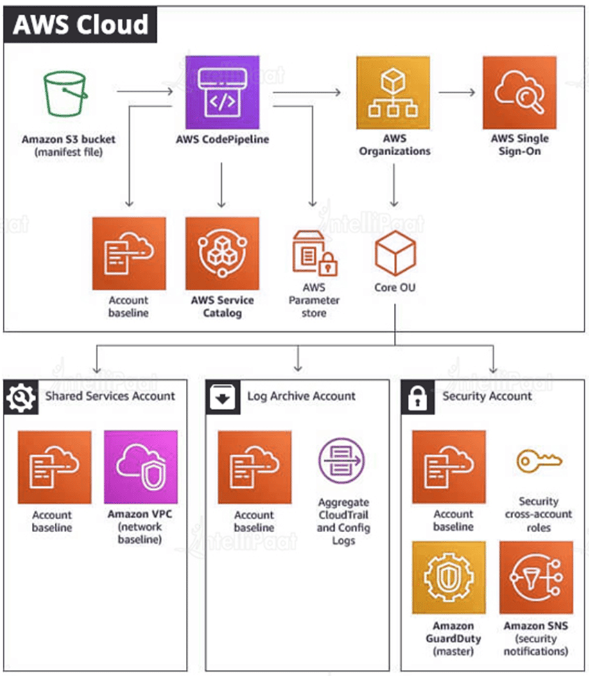 AWS Cloud
Amazon S3 bucket
(manifest file)
AWS CodePipeline
AWS
Organizations
AWS Single
Sign-On
Account
baseline
AWS Service
Catalog
AWS
Parameter
store
Core OU
Shared Services Account
Account
baseline
Amazon VPC
(network
baseline)
Log Archive Account
Account
baseline
Aggregate
CloudTrail
and Config
Logs
Security Account
Account
baseline
Security
cross-account
roles
Amazon
GuardDuty
(master)
Amazon SNS
(security
notifications)